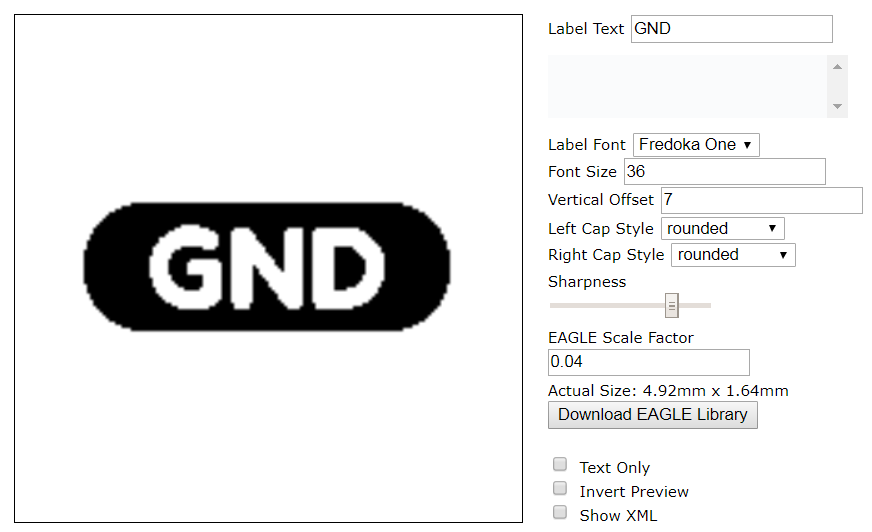 GND
Label Text GND
Label Font Fredoka One
Font Size 36
Vertical Offset 7
Left Cap Style rounded
Right Cap Style rounded
Sharpness
EAGLE Scale Factor
0.04
Actual Size: 4.92mm x 1.64mm
Download EAGLE Library
Text Only
Invert Preview
Show XML